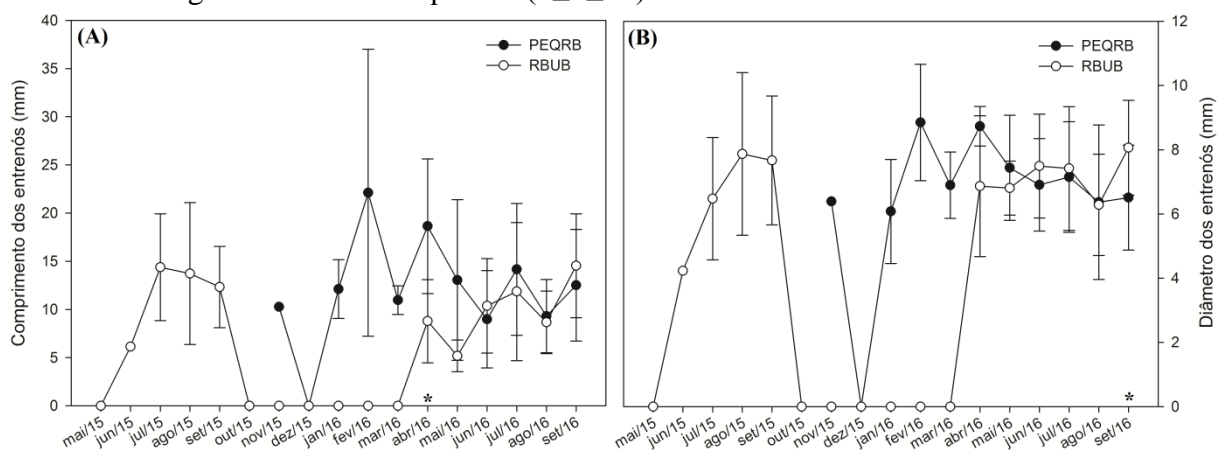 (A)
PEQRB
RBUB
Comprimento dos entrenós (mm)
40
35
30
25
20
15
10
5
0
*
mai/15
jun/15
jul/15
ago/15
set/15
out/15
nov/15
dez/15
jan/16
fev/16
mar/16
abr/16
mai/16
jun/16
jul/16
ago/16
set/16
(B)
PEQRB
RBUB
12
10
8
6
4
2
0
Diâmetro dos entrenós (mm)
*
mai/15
jun/15
jul/15
ago/15
set/15
out/15
nov/15
dez/15
jan/16
fev/16
mar/16
abr/16
mai/16
jun/16
jul/16
ago/16
set/16